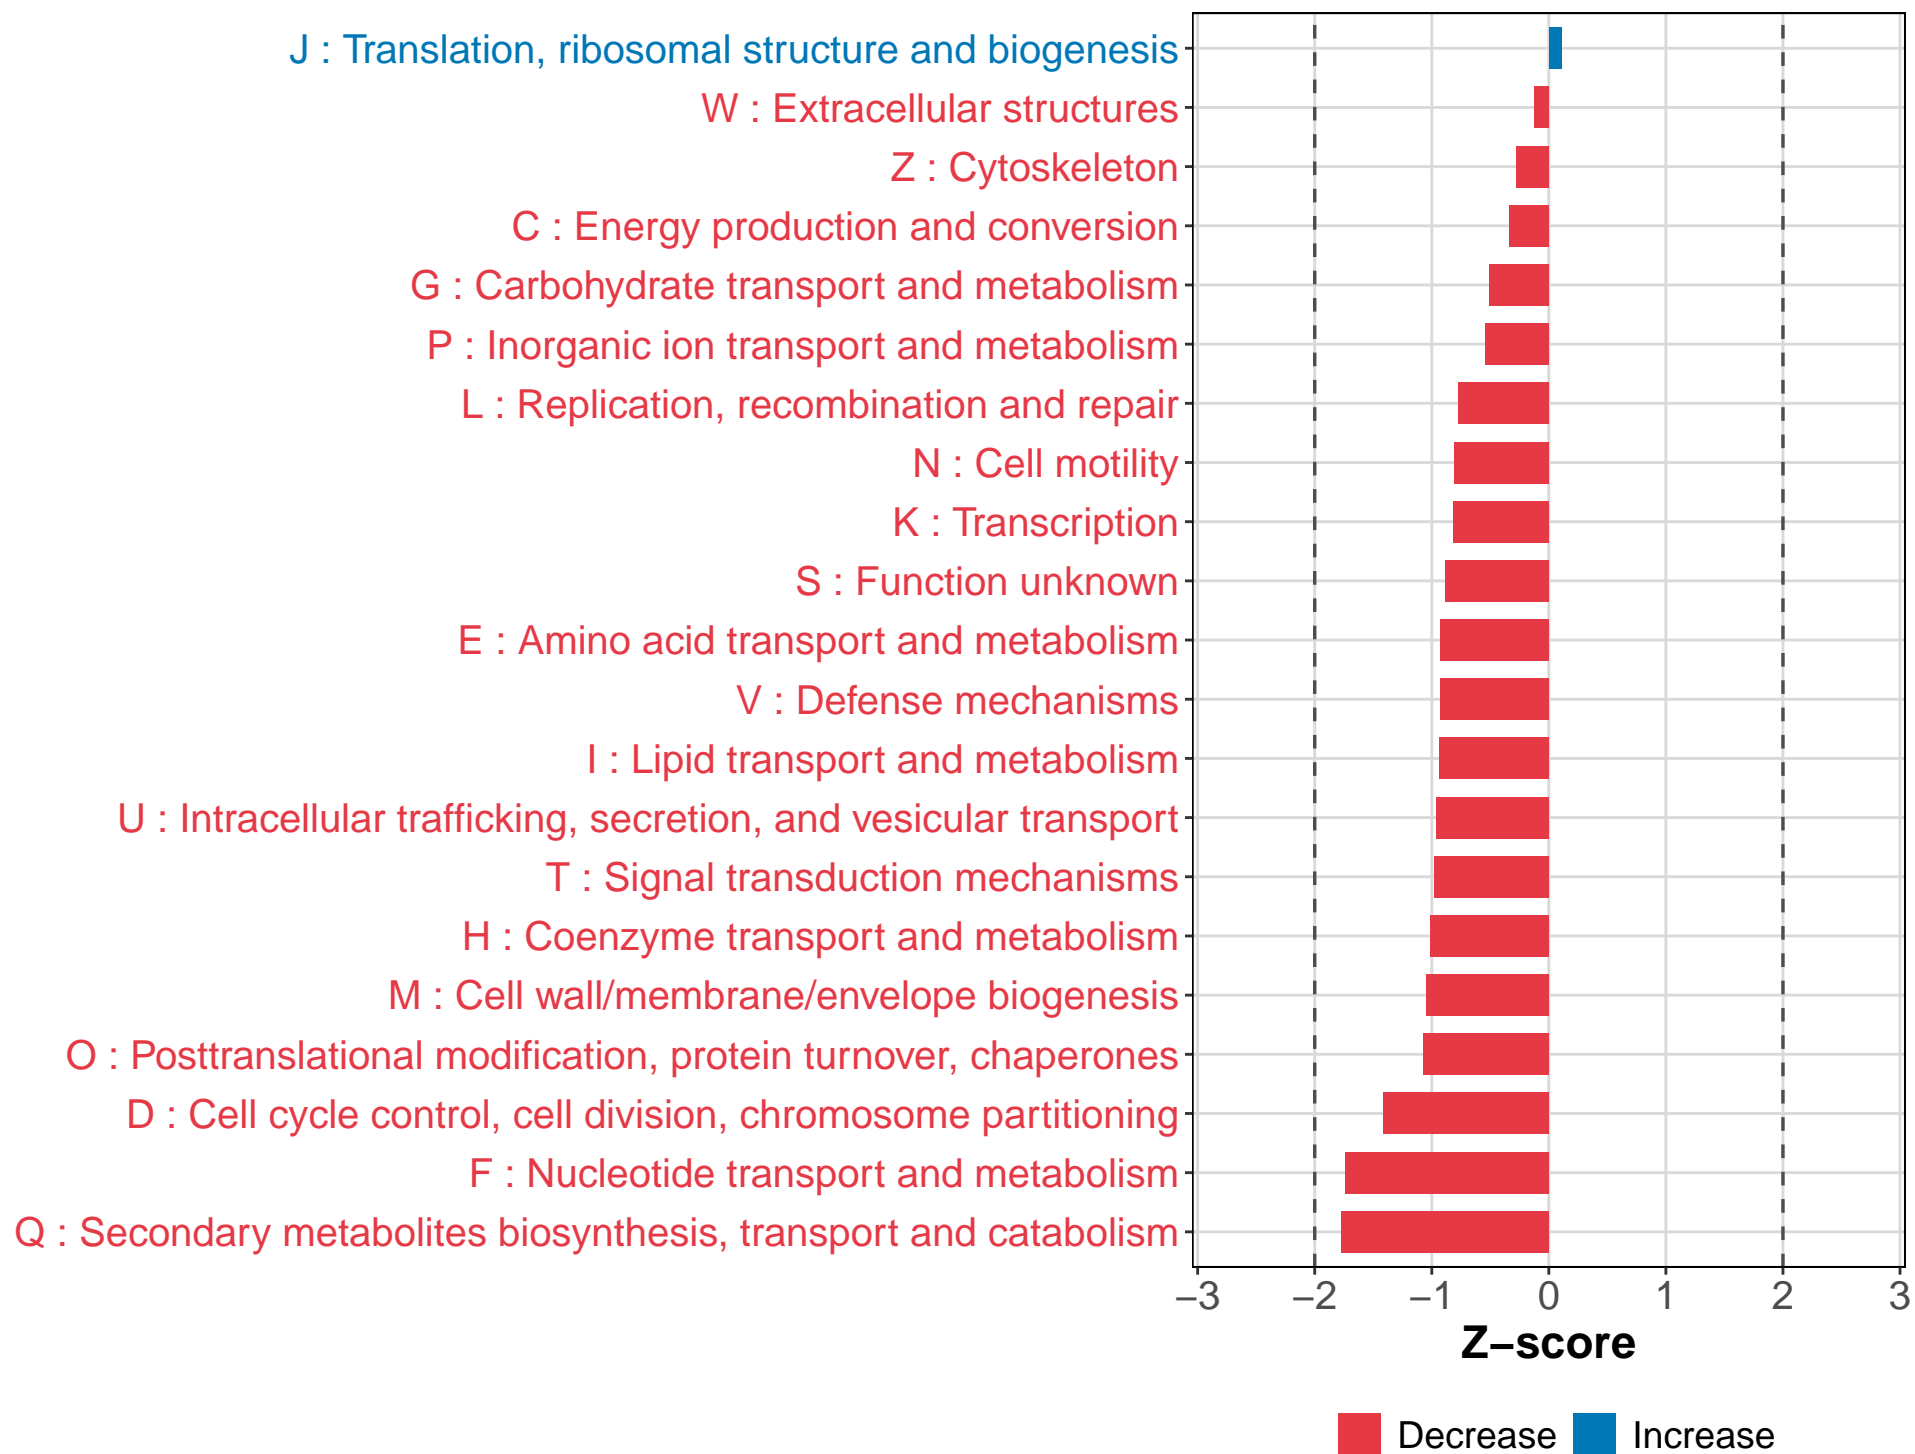 J : Translation, ribosomal structure and biogenesis
W : Extracellular structures
Z : Cytoskeleton
C : Energy production and conversion
G : Carbohydrate transport and metabolism
P : Inorganic ion transport and metabolism
L : Replication, recombination and repair
N : Cell motility
K : Transcription
S : Function unknown
E : Amino acid transport and metabolism
V : Defense mechanisms
I : Lipid transport and metabolism
U : Intracellular trafficking, secretion, and vesicular transport
T : Signal transduction mechanisms
H : Coenzyme transport and metabolism
M : Cell wall/membrane/envelope biogenesis
O : Posttranslational modification, protein turnover, chaperones
D : Cell cycle control, cell division, chromosome partitioning
F : Nucleotide transport and metabolism
Q : Secondary metabolites biosynthesis, transport and catabolism
−3 −2 −1 0 1 2 3
Z−score
Decrease Increase